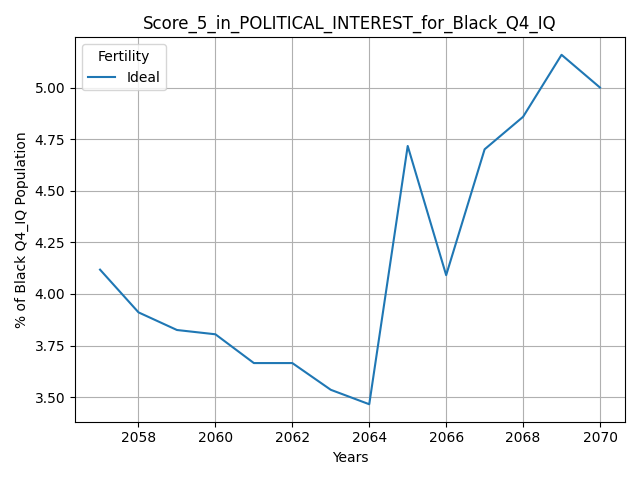 Score_5_in_POLITICAL_INTEREST_for_Black_Q4_IQ
Fertility
Ideal
% of Black Q4_IQ Population
5.00
4.75
4.50
4.25
4.00
3.75
3.50
2058 2060 2062 2064 2066 2068 2070
Years